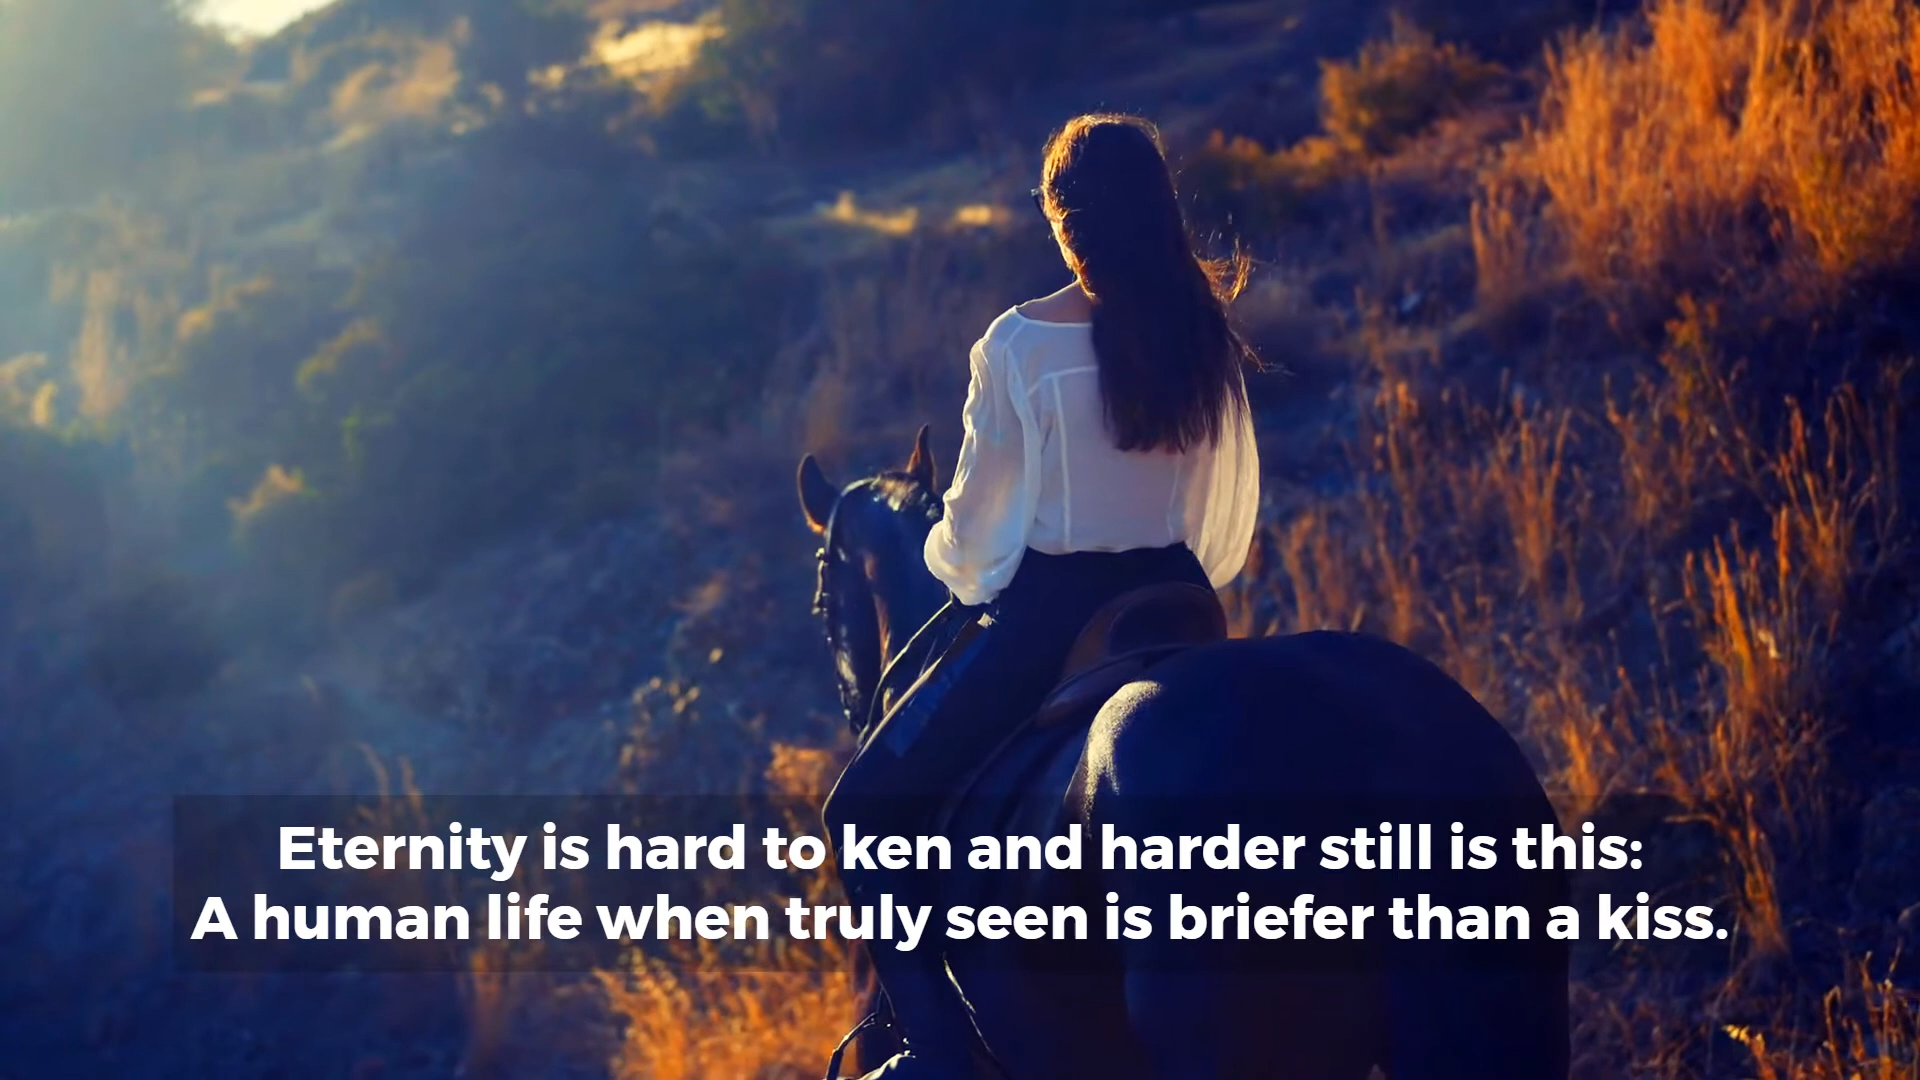 Eternity is hard to ken and harder still is this:
A human life when truly seen is briefer than a kiss.